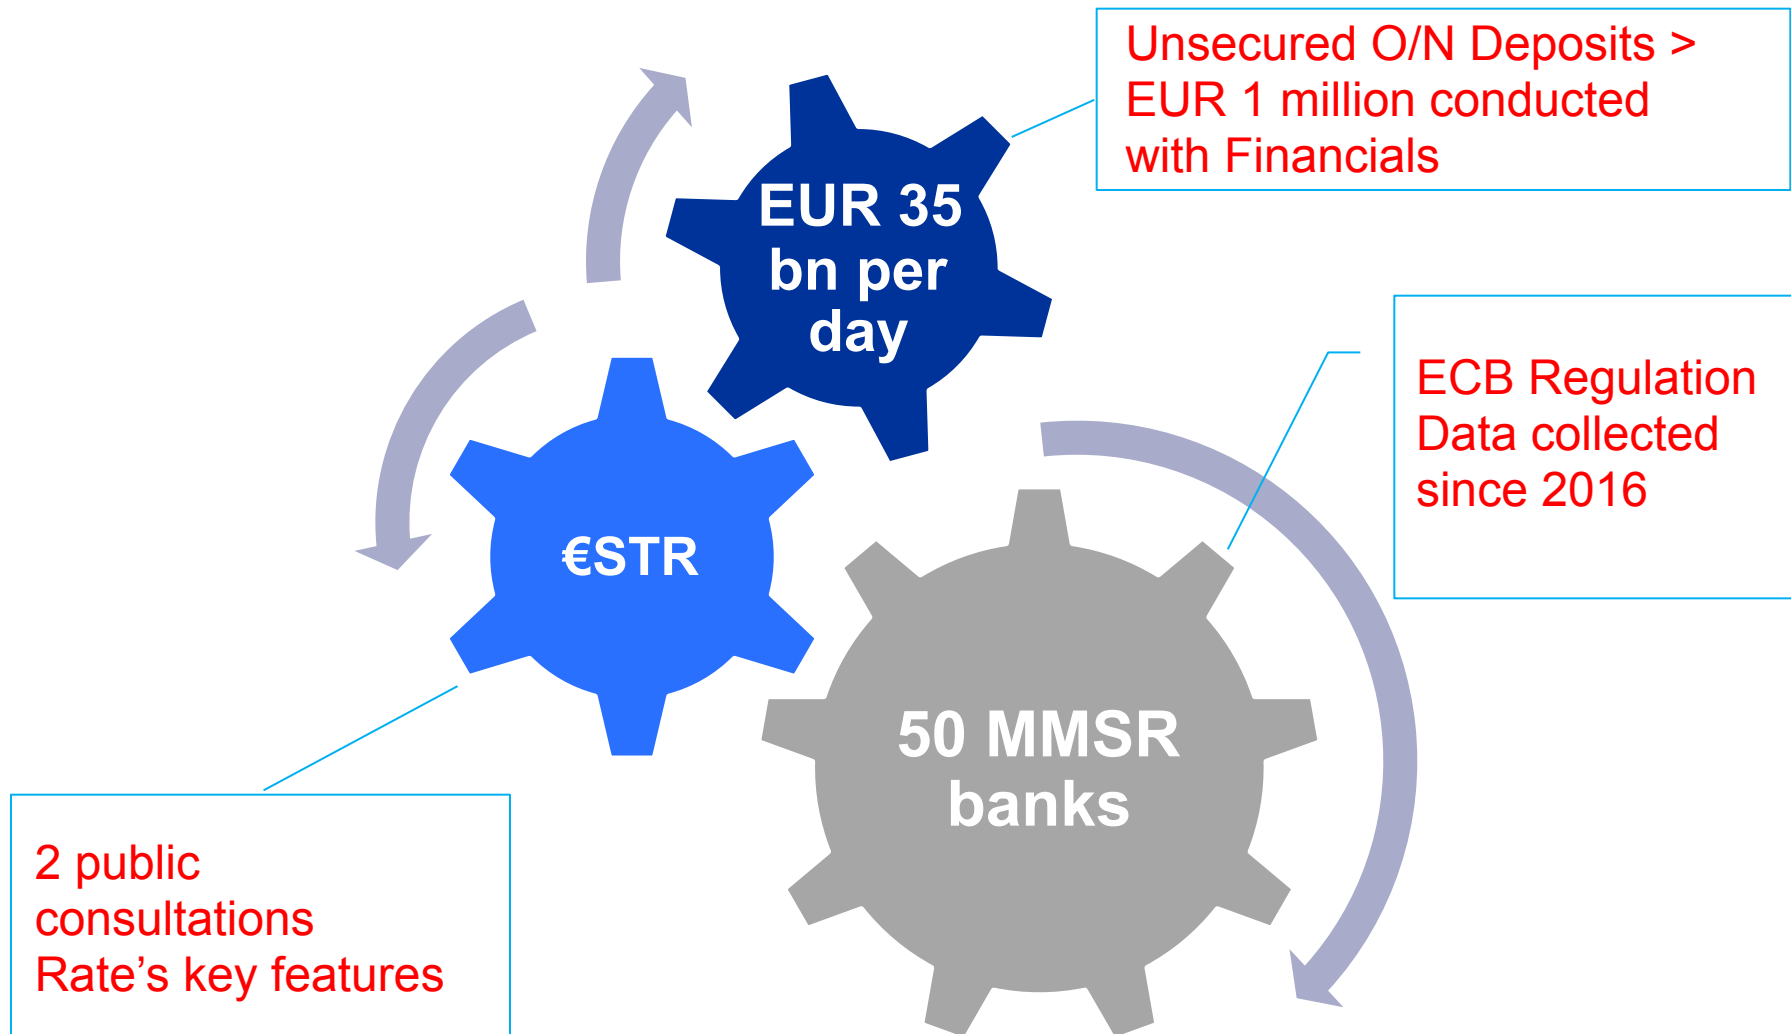 Unsecured O/N Deposits >
EUR 1 million conducted
with Financials
EUR 35
bn per
day
ECB Regulation
Data collected
since 2016
€STR
50 MMSR
banks
2 public
consultations
Rate’s key features